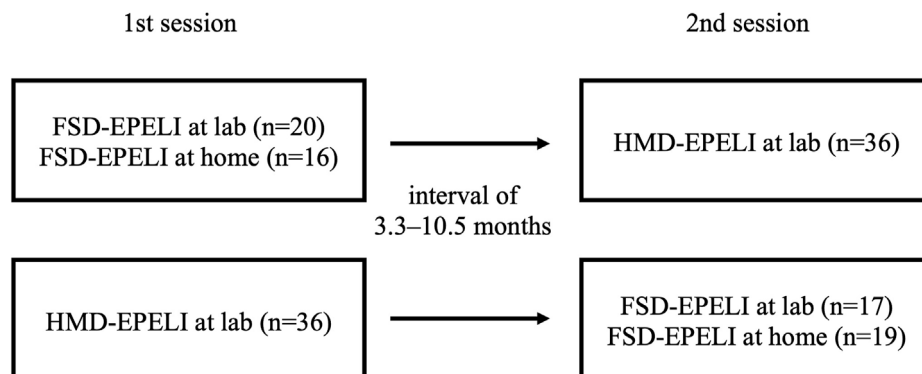 1st session
2nd session
FSD-EPELI at lab (n=20)
FSD-EPELI at home (n=16)
HMD-EPELI at lab (n=36)
interval of
3.3–10.5 months
HMD-EPELI at lab (n=36)
FSD-EPELI at lab (n=17)
FSD-EPELI at home (n=19)